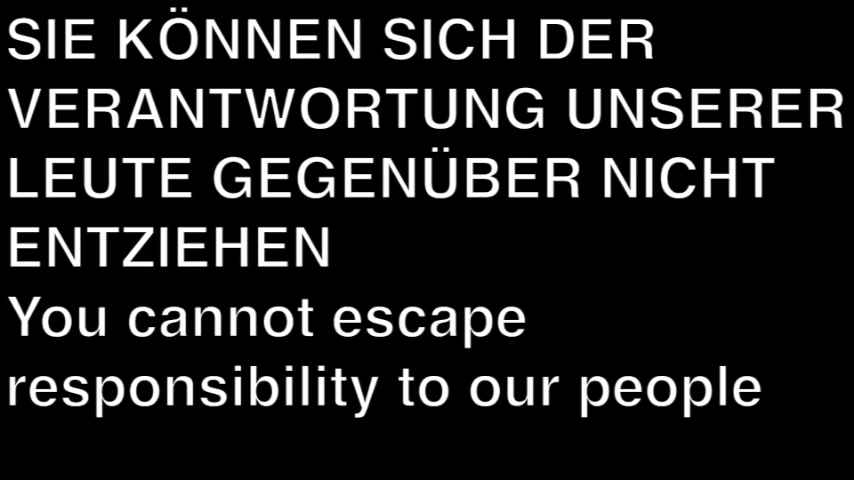 SIE KÖNNEN SICH DER
VERANTWORTUNG UNSERER
LEUTE GEGENÜBER NICHT
ENTZIEHEN
You cannot escape
responsibility to our people